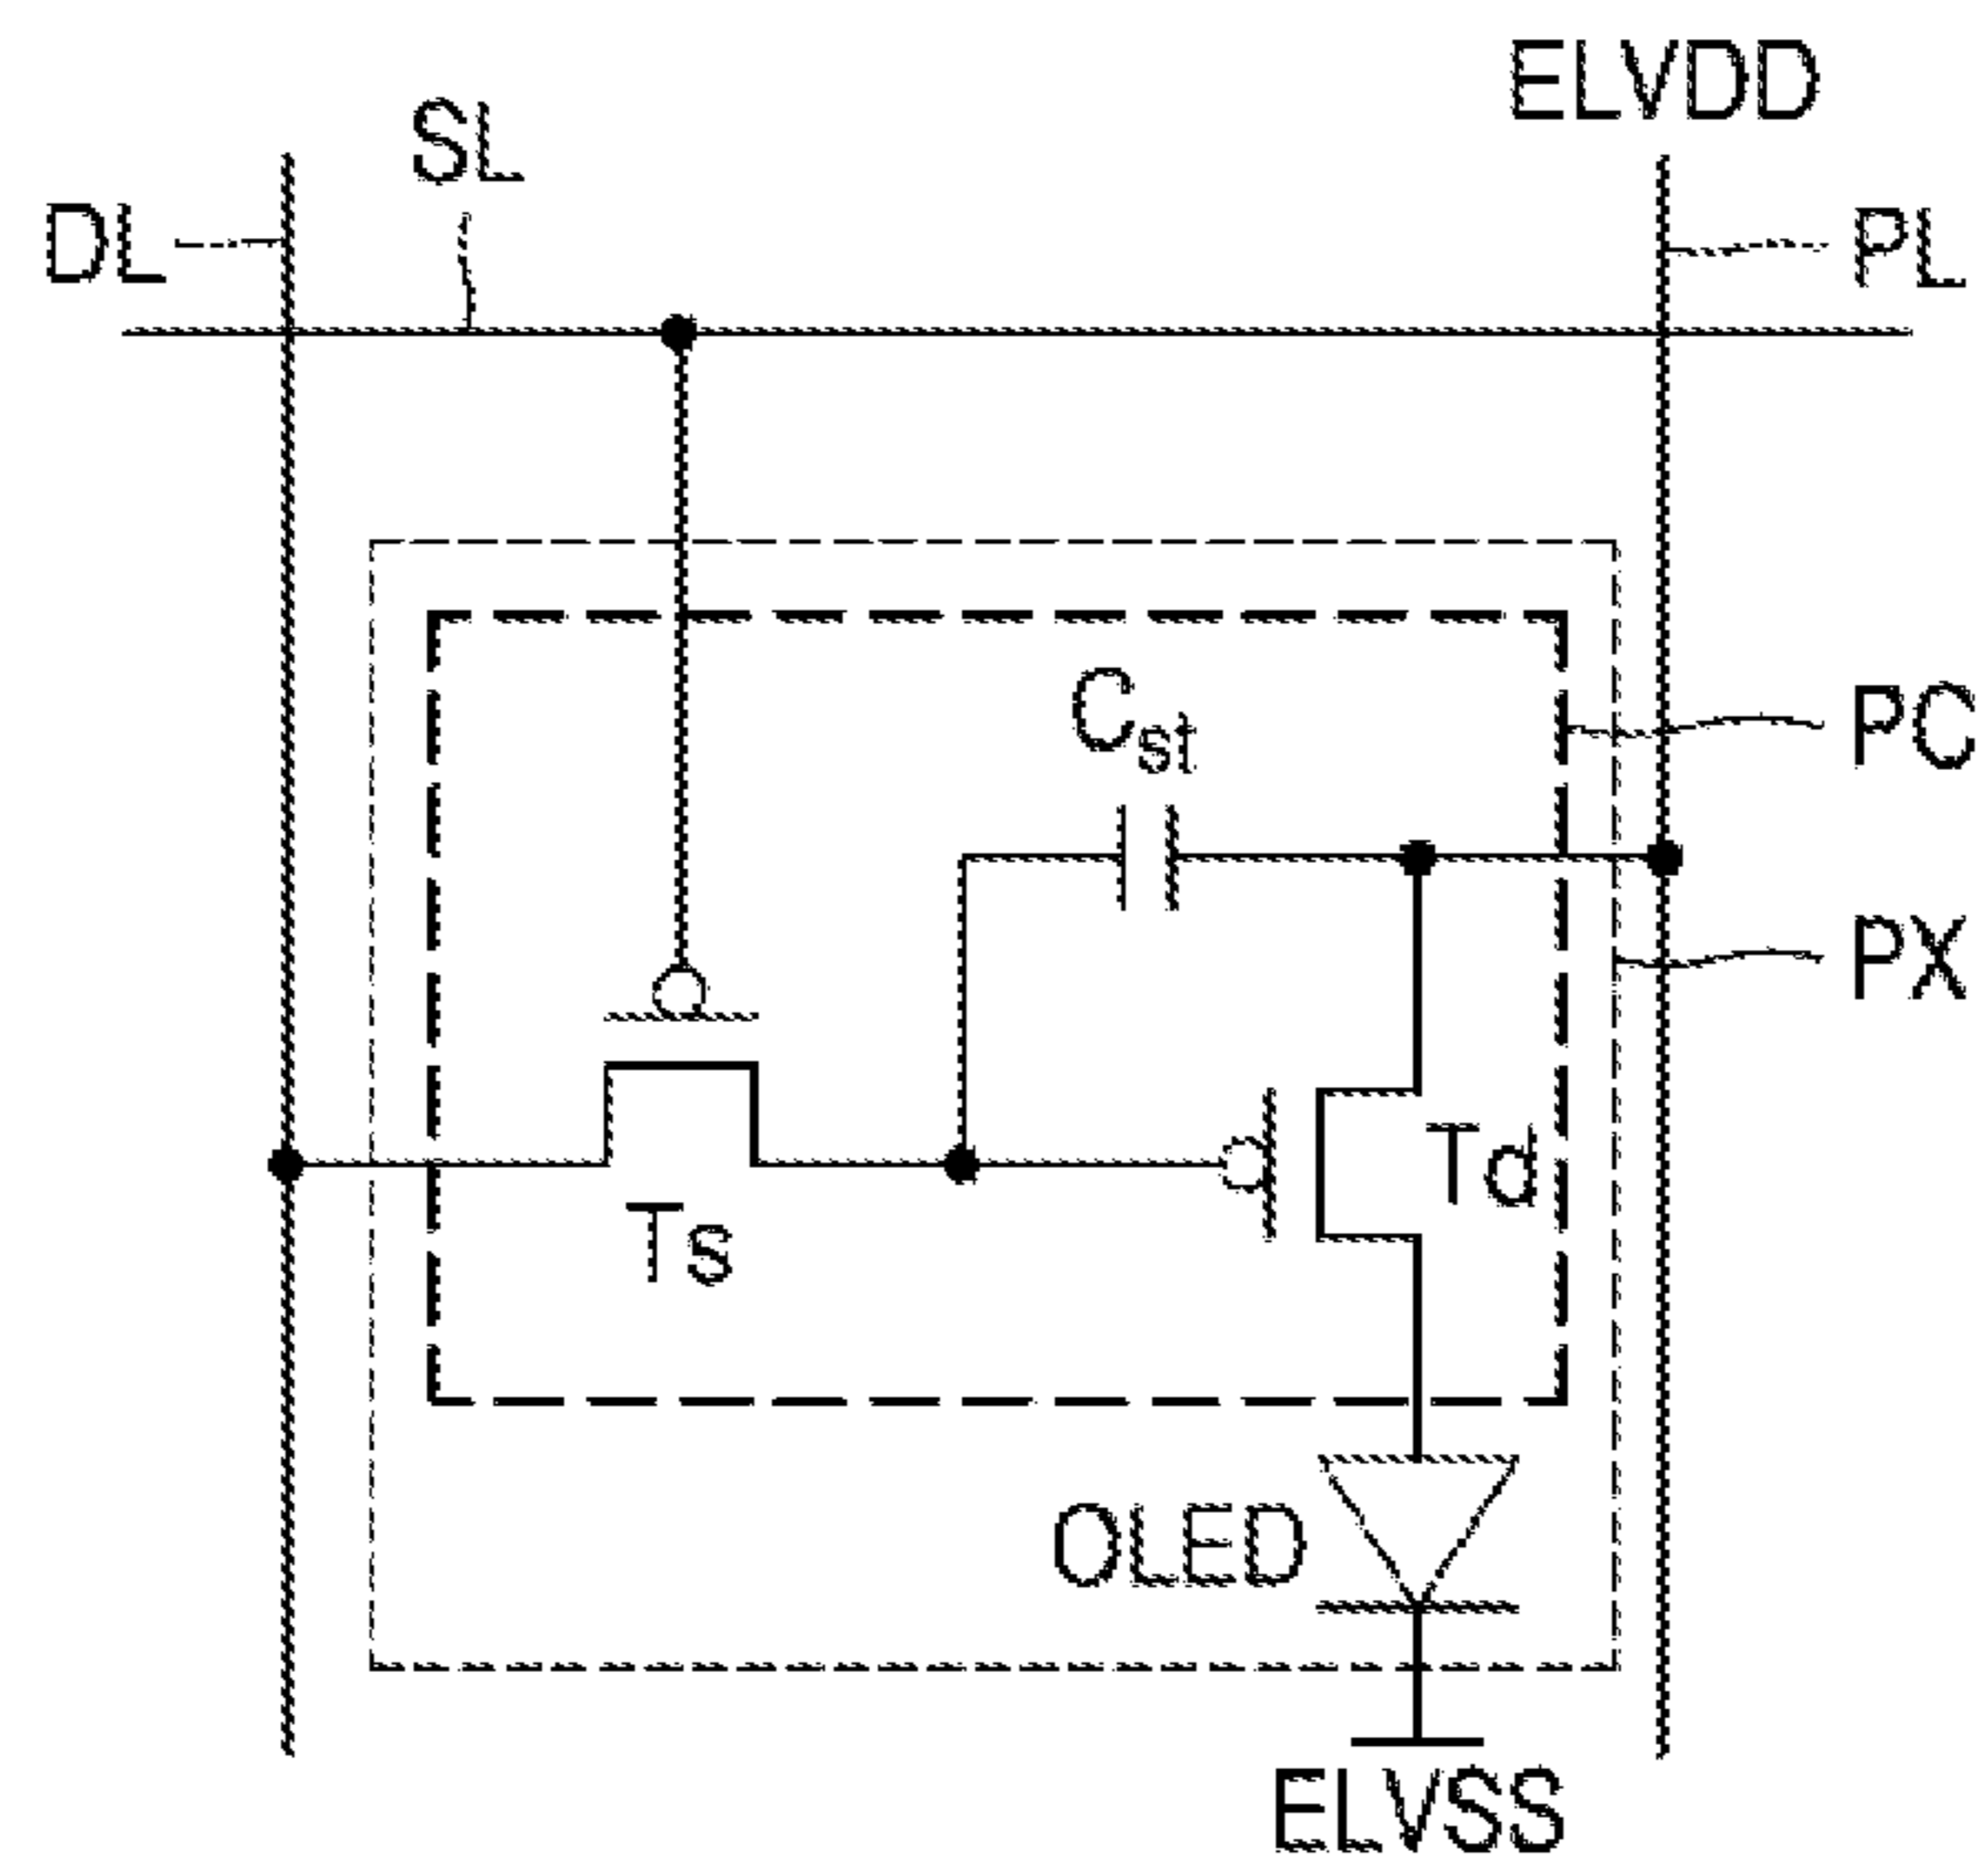 ELVDD
SL
DL
PL
Cst
PC
PX
Td
Ts
OLED
ELVSS